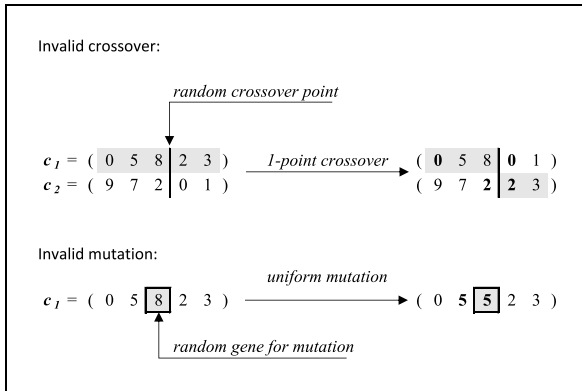 Invalid crossover:
random crossover point
c1 = ( 0 5 8 2 3 ) 1-point crossover ( 0 5 8 0 1 )
c2 = ( 9 7 2 0 1 ) ( 9 7 2 2 3 )
Invalid mutation:
uniform mutation
c1 = ( 0 5 8 2 3 ) ( 0 5 5 2 3 )
random gene for mutation